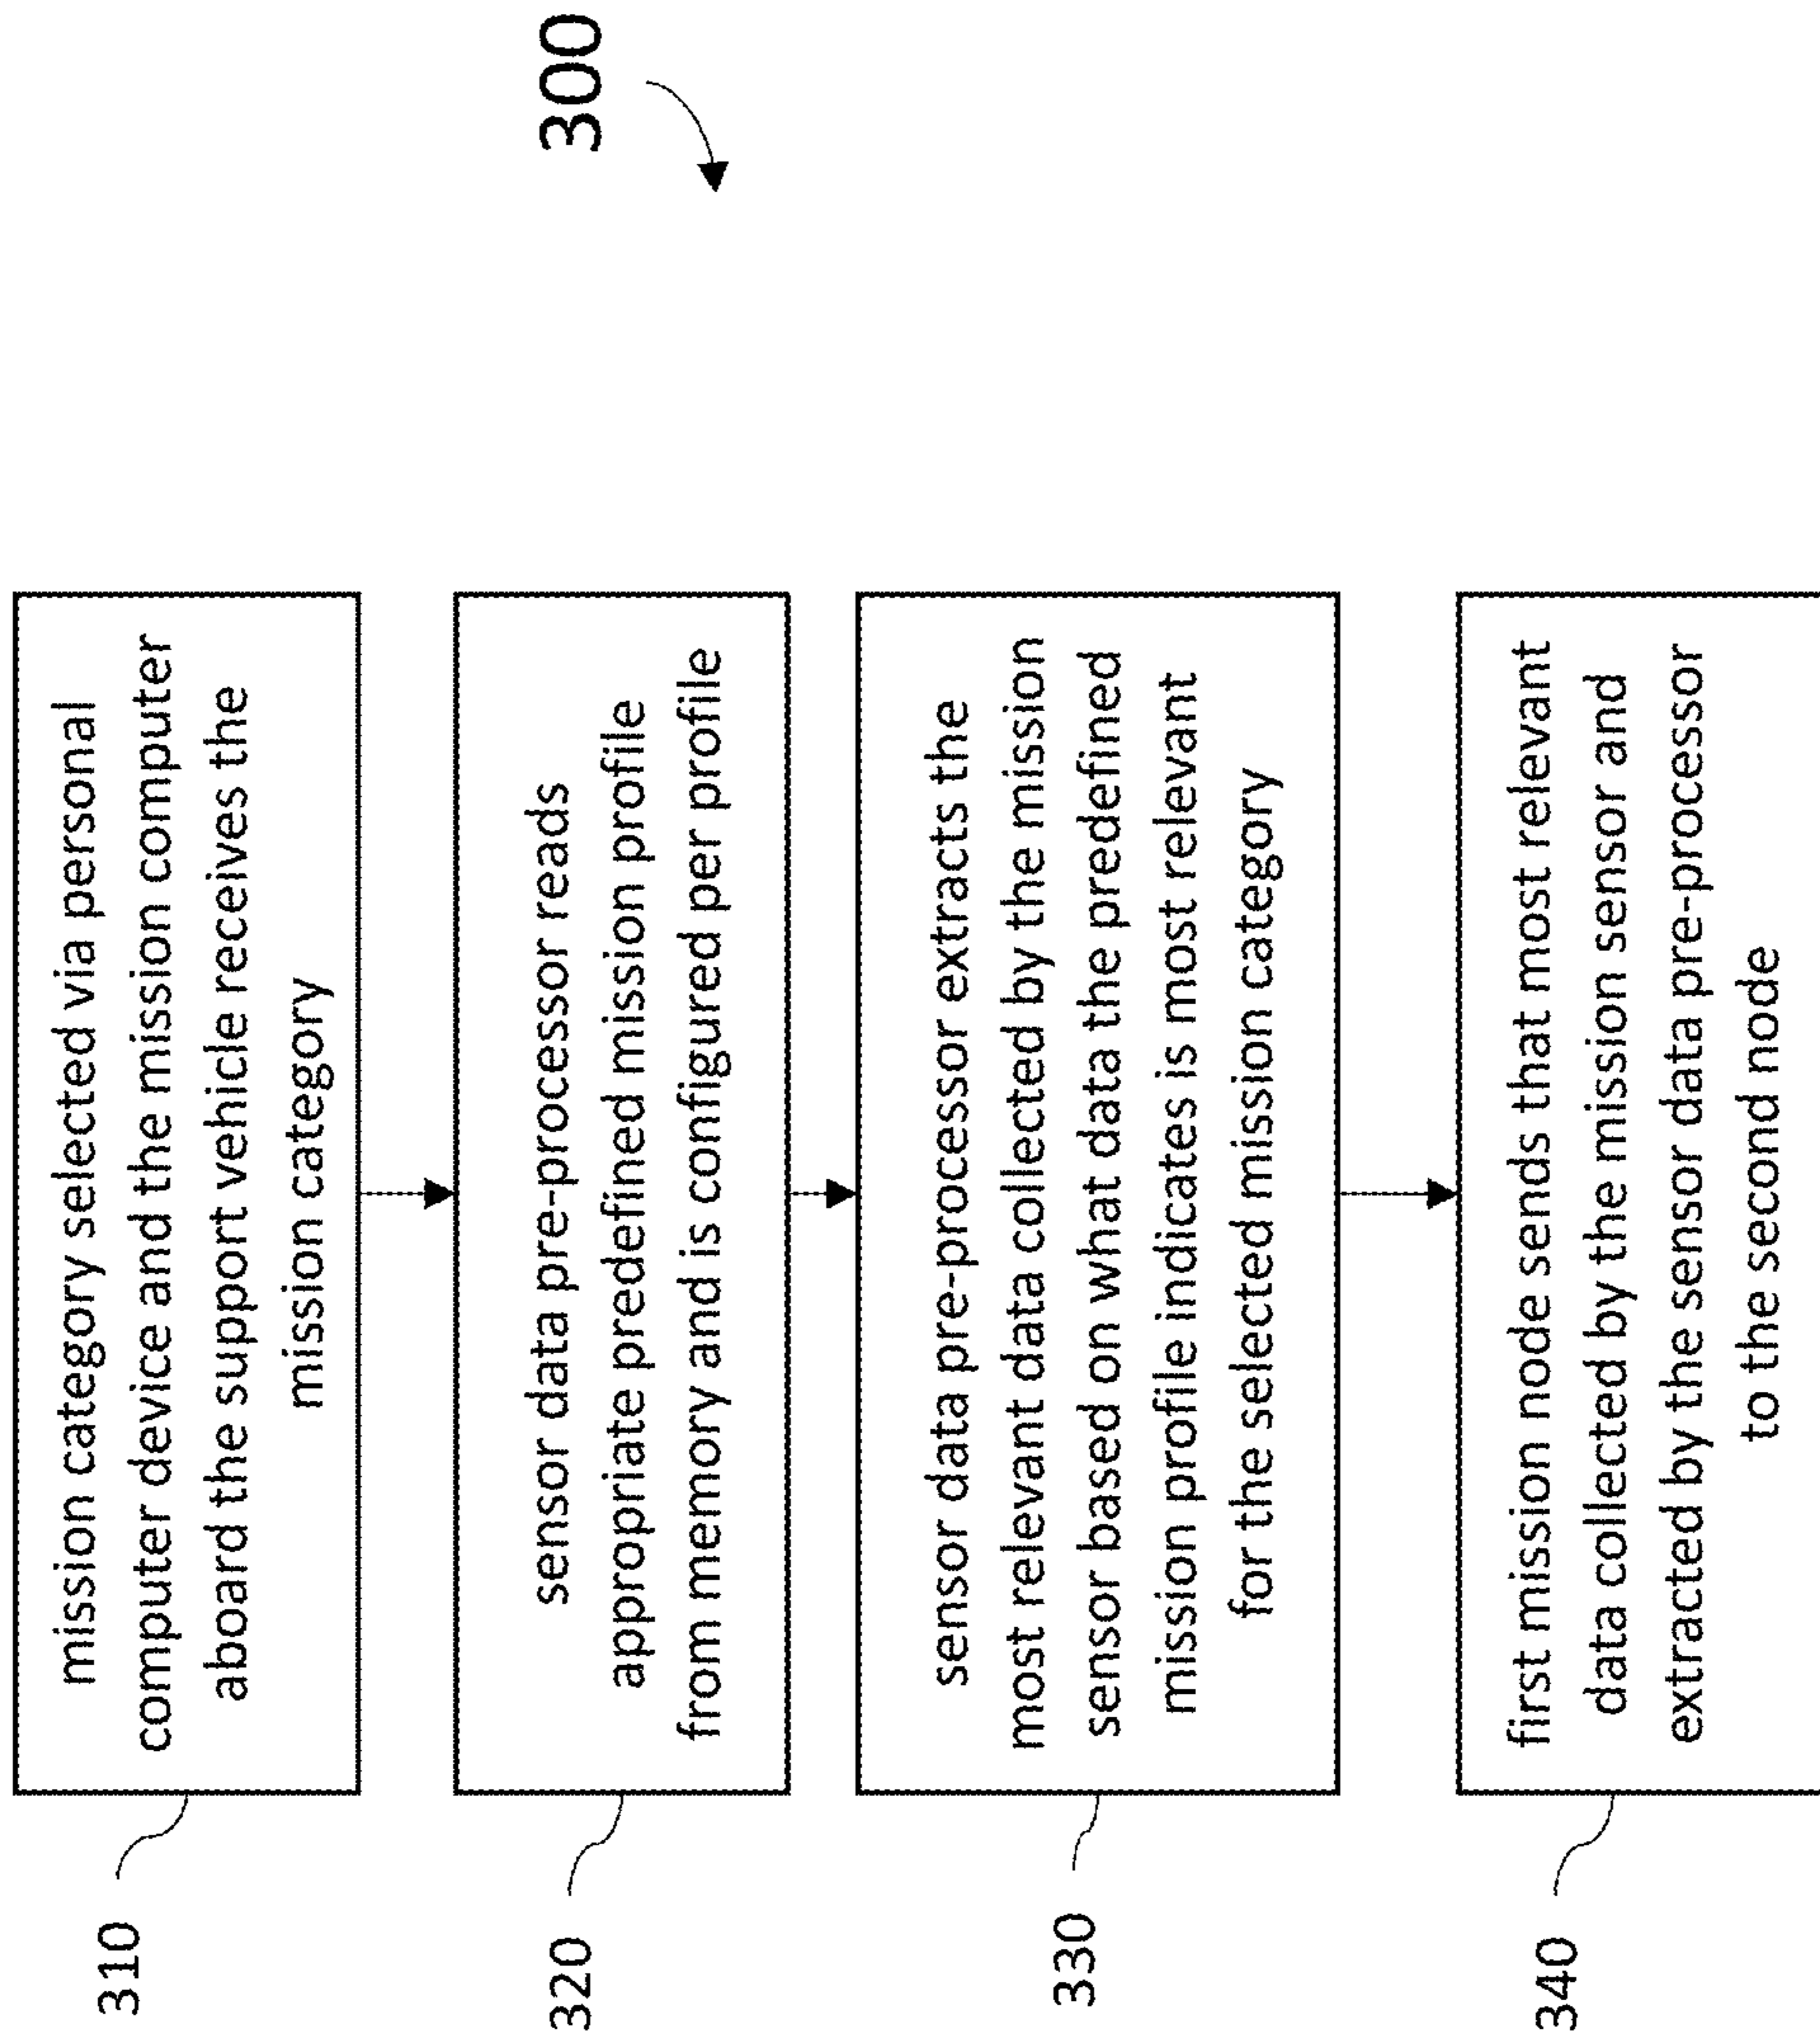 300
310
mission category selected via personal
computer device and the mission computer
aboard the support vehicle receives the
mission category
320
sensor data pre-processor reads
appropriate predefined mission profile
from memory and is configured per profile
330
sensor data pre-processor extracts the
most relevant data collected by the mission
sensor based on what data the predefined
mission profile indicates is most relevant
for the selected mission category
340
first mission node sends that most relevant
data collected by the mission sensor and
extracted by the sensor data pre-processor
to the second node